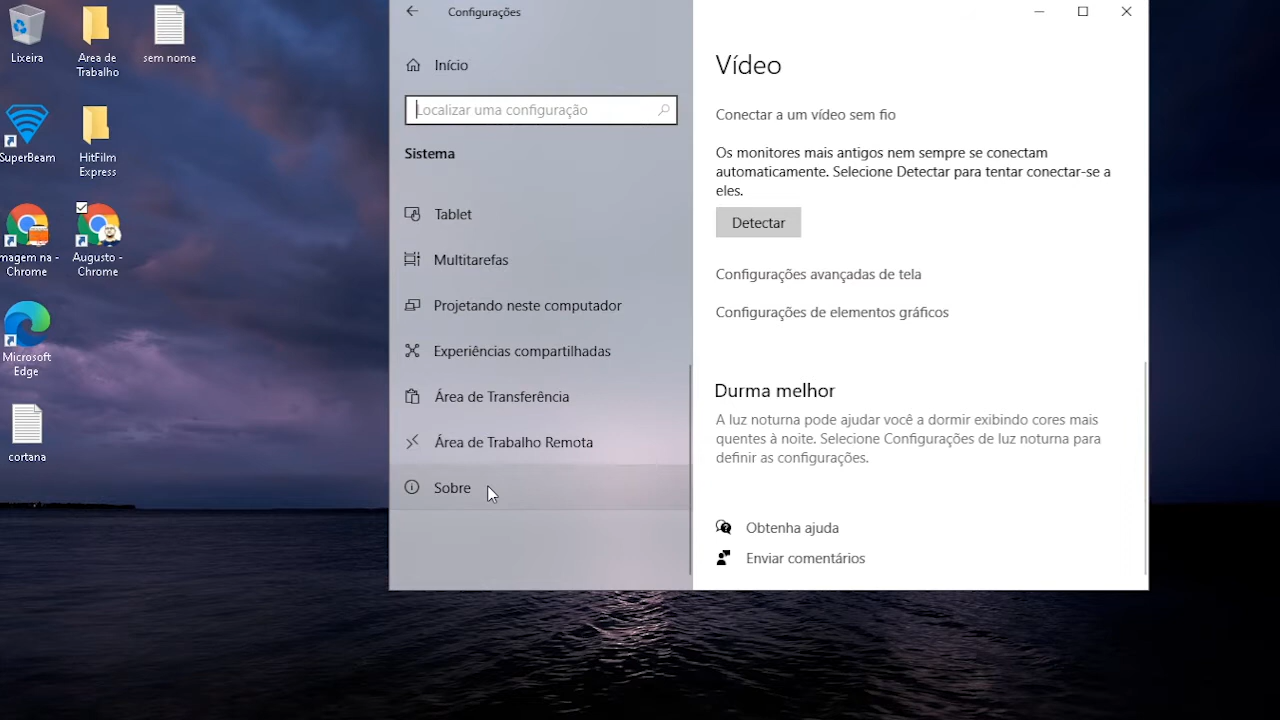 Lixeira
Area de
Trabalho
sem nome
SuperBeam
HitFilm
Express
magem na -
Chrome
Augusto -
Chrome
Microsoft
Edge
cortana
Configurações
Início
Localizar uma configuração
Sistema
Tablet
Multitarefas
Projetando neste computador
Experiências compartilhadas
Área de Transferência
Área de Trabalho Remota
Sobre
Vídeo
Conectar a um vídeo sem fio
Os monitores mais antigos nem sempre se conectam
automaticamente. Selecione Detectar para tentar conectar-se a
eles.
Detectar
Configurações avançadas de tela
Configurações de elementos gráficos
Durma melhor
A luz noturna pode ajudar você a dormir exibindo cores mais
quentes à noite. Selecione Configurações de luz noturna para
definir as configurações.
Obtenha ajuda
Enviar comentários